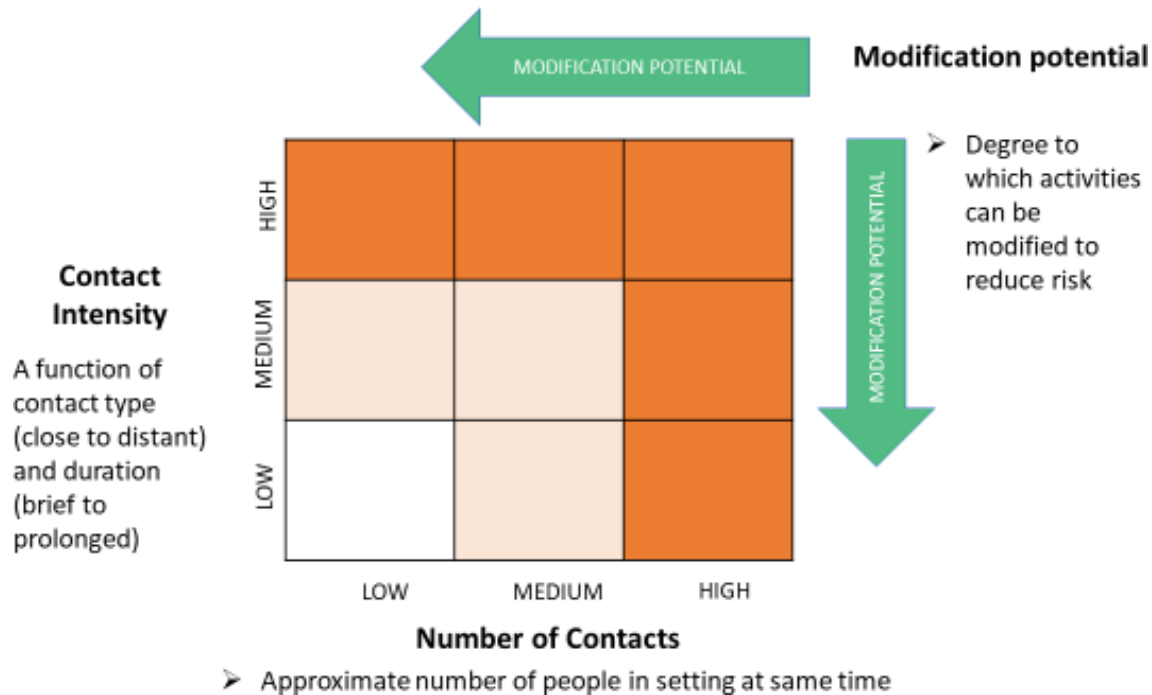 MODIFICATION POTENTIAL
Modification potential
➢ Degree to
which activities
can be
modified to
reduce risk
MODIFICATION POTENTIAL
HIGH
MEDIUM
LOW
Contact
Intensity
A function of
contact type
(close to distant)
and duration
(brief to
prolonged)
LOW
MEDIUM
HIGH
Number of Contacts
➢ Approximate number of people in setting at same time